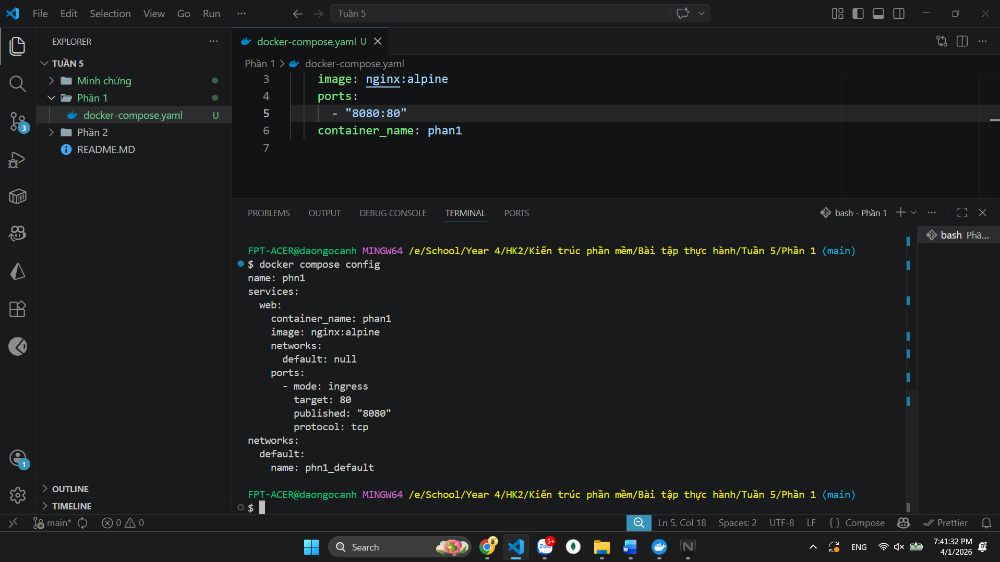 File Edit Selection View Go Run ···
Tuần 5
EXPLORER
docker-compose.yaml U
TUẦN 5
Minh chứng
Phần 1
docker-compose.yaml U
Phần 2
README.MD
OUTLINE
TIMELINE
3
1
Phần 1 > docker-compose.yaml
3 image: nginx:alpine
4 ports:
5 - "8080:80"
6 container_name: phan1
7
PROBLEMS OUTPUT DEBUG CONSOLE TERMINAL PORTS
bash - Phần 1
bash Phầ...
FPT-ACER@daongocanh MINGW64 /e/School/Year 4/HK2/Kiến trúc phần mềm/Bài tập thực hành/Tuần 5/Phần 1 (main)
$ docker compose config
name: phn1
services:
web:
container_name: phan1
image: nginx:alpine
networks:
default: null
ports:
- mode: ingress
target: 80
published: "8080"
protocol: tcp
networks:
default:
name: phn1_default
FPT-ACER@daongocanh MINGW64 /e/School/Year 4/HK2/Kiến trúc phần mềm/Bài tập thực hành/Tuần 5/Phần 1 (main)
$
main* 0 0
Ln 5, Col 18 Spaces: 2 UTF-8 LF { } Compose Prettier
Search
Zalo
5+
W
N
ENG
7:41:32 PM
4/1/2026